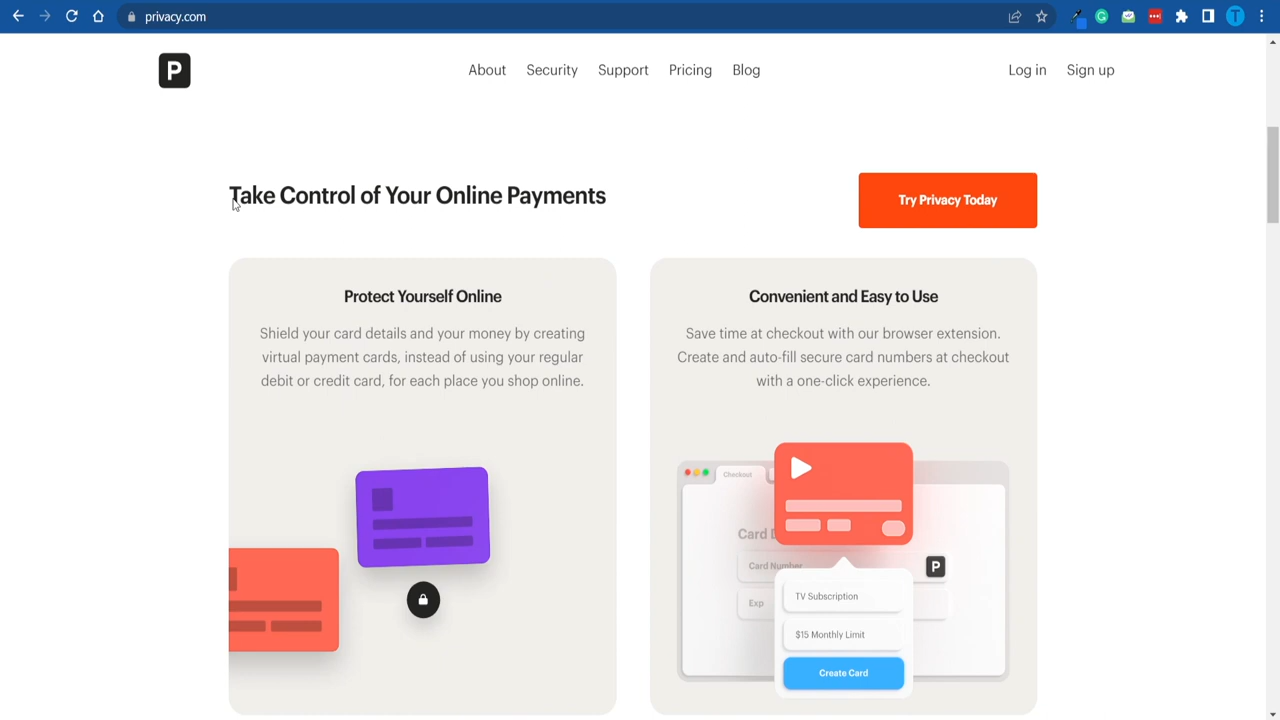 privacy.com
T
P
About Security Support Pricing Blog
Log in Sign up
Take Control of Your Online Payments
Try Privacy Today
Protect Yourself Online
Shield your card details and your money by creating
virtual payment cards, instead of using your regular
debit or credit card, for each place you shop online.
Convenient and Easy to Use
Save time at checkout with our browser extension.
Create and auto-fill secure card numbers at checkout
with a one-click experience.
Checkout
Card D
Card Number
P
Exp
TV Subscription
$15 Monthly Limit
Create Card